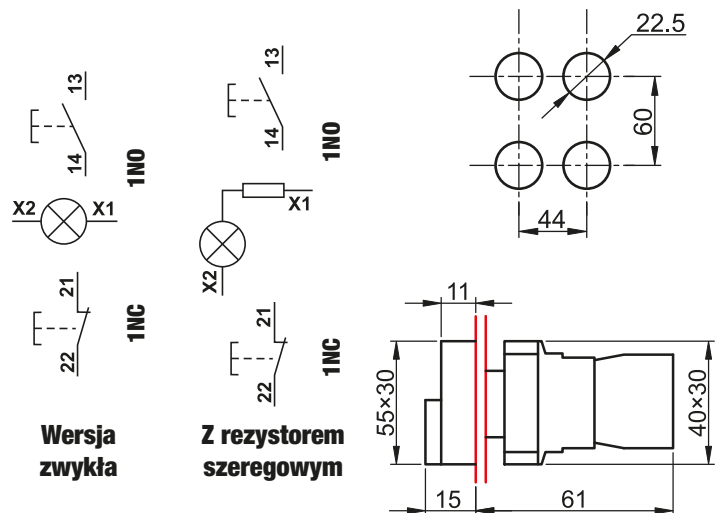 13
14
1NO
X2
X1
21
22
1NC
Wersja
zwykła
13
14
1NO
X1
X2
21
22
1NC
Z rezystorem
szeregowym
22.5
60
44
11
55×30
40×30
15
61